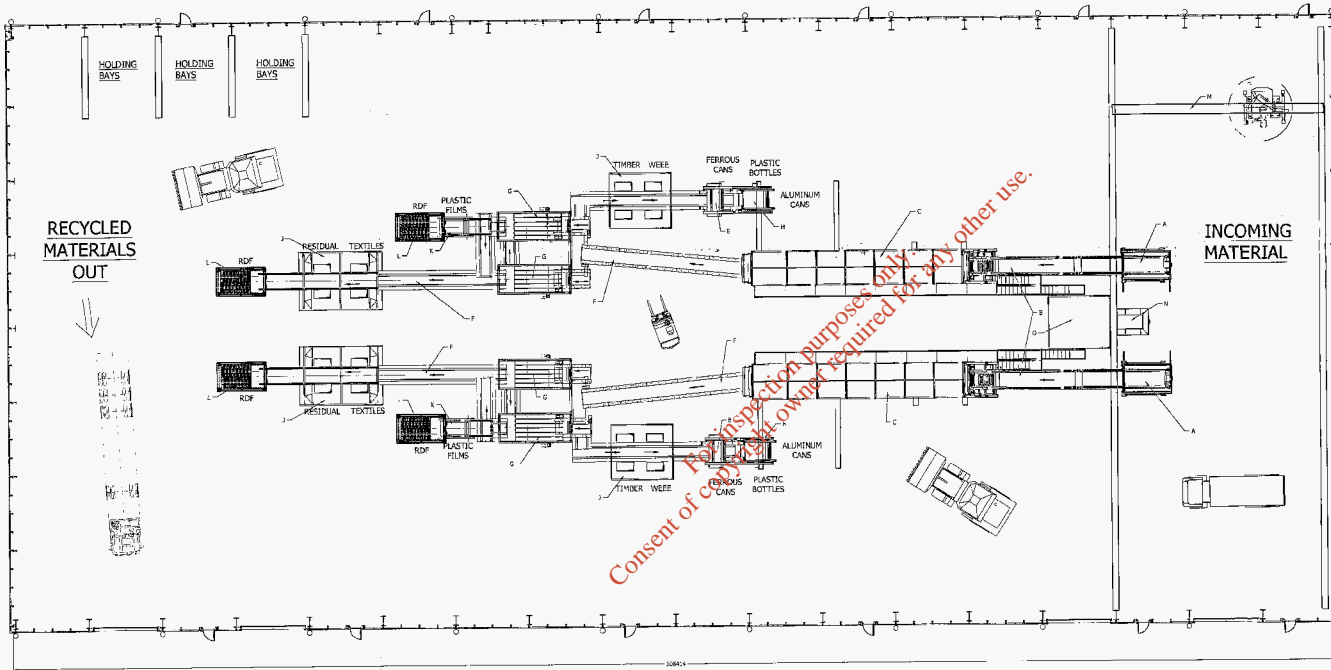 HOLDING
BAYS
HOLDING
BAYS
HOLDING
BAYS
M
RECYCLED
MATERIALS
OUT
INCOMING
MATERIAL
J
TIMBER WEEE
FERROUS
CANS
PLASTIC
BOTTLES
ALUMINUM
CANS
E
H
RDF
PLASTIC
FILMS
G
L
K
C
A
J
RESIDUAL TEXTILES
L
RDF
G
F
F
B
N
O
F
G
F
L
RDF
J
RESIDUAL TEXTILES
K
RDF
PLASTIC
FILMS
G
C
A
ALUMINUM
CANS
J
TIMBER WEEE
FERROUS
CANS
PLASTIC
BOTTLES
For inspection purposes only.
Consent of copyright owner required for any other use.
108414